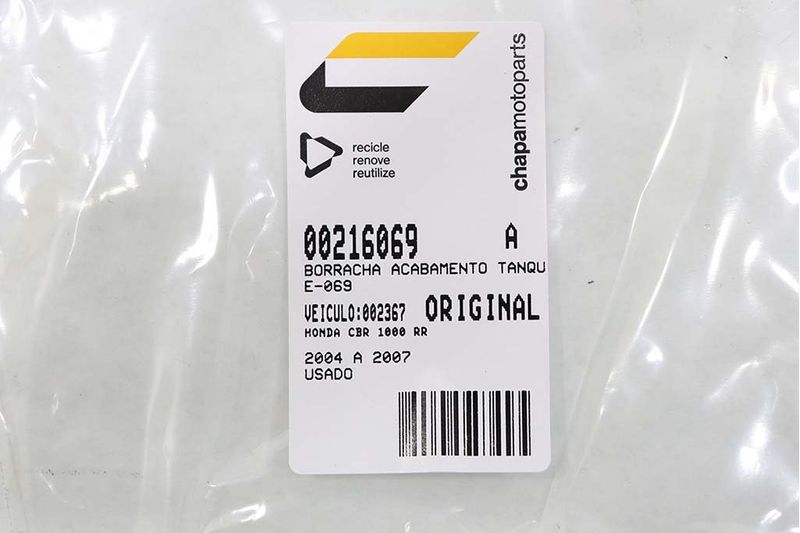 chapamotoparts
recicle
renove
reutilize
00216069 A
BORRACHA ACABAMENTO TANQU
E-069
VEICULO:002367 ORIGINAL
HONDA CBR 1000 RR
2004 A 2007
USADO